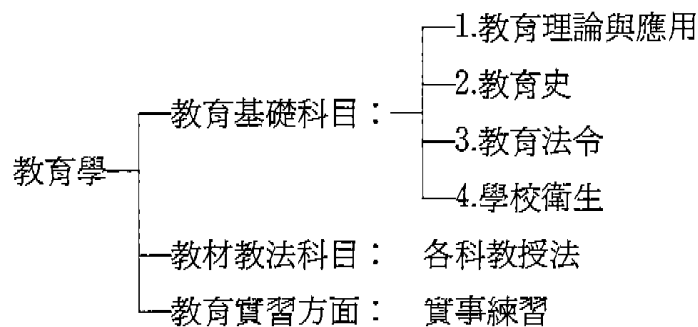 1.教育理論與應用
2.教育史
教育基礎科目：
3.教育法令
教育學
4.學校衛生
教材教法科目： 各科教授法
教育實習方面： 實事練習